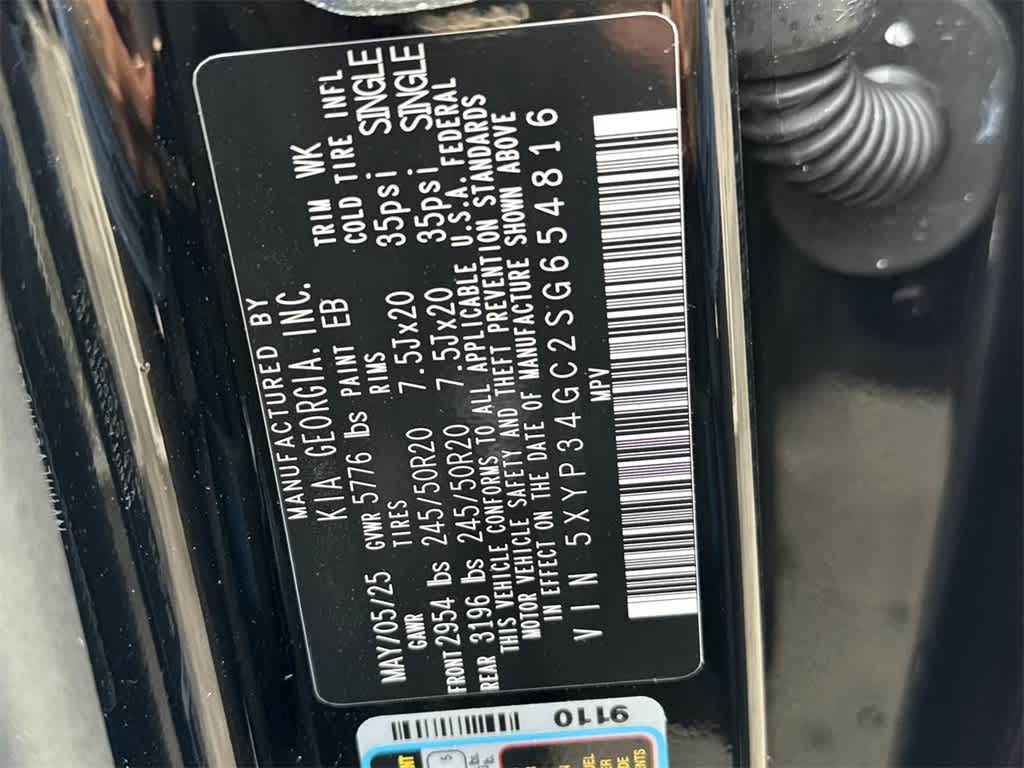 MANUFACTURED BY
KIA GEORGIA. INC.
MAY/05/25 GVWR 5776 lbs PAINT EB TRIM WK
GAWR TIRES RIMS COLD TIRE INFL
FRONT 2954 lbs 245/50R20 7.5Jx20 35psi SINGLE
REAR 3196 lbs 245/50R20 7.5Jx20 35psi SINGLE
THIS VEHICLE CONFORMS TO ALL APPLICABLE U.S.A. FEDERAL
MOTOR VEHICLE SAFETY AND THEFT PREVENTION STANDARDS
IN EFFECT ON THE DATE OF MANUFACTURE SHOWN ABOVE
VIN 5XYP34GC2SG654816
MPV
9110